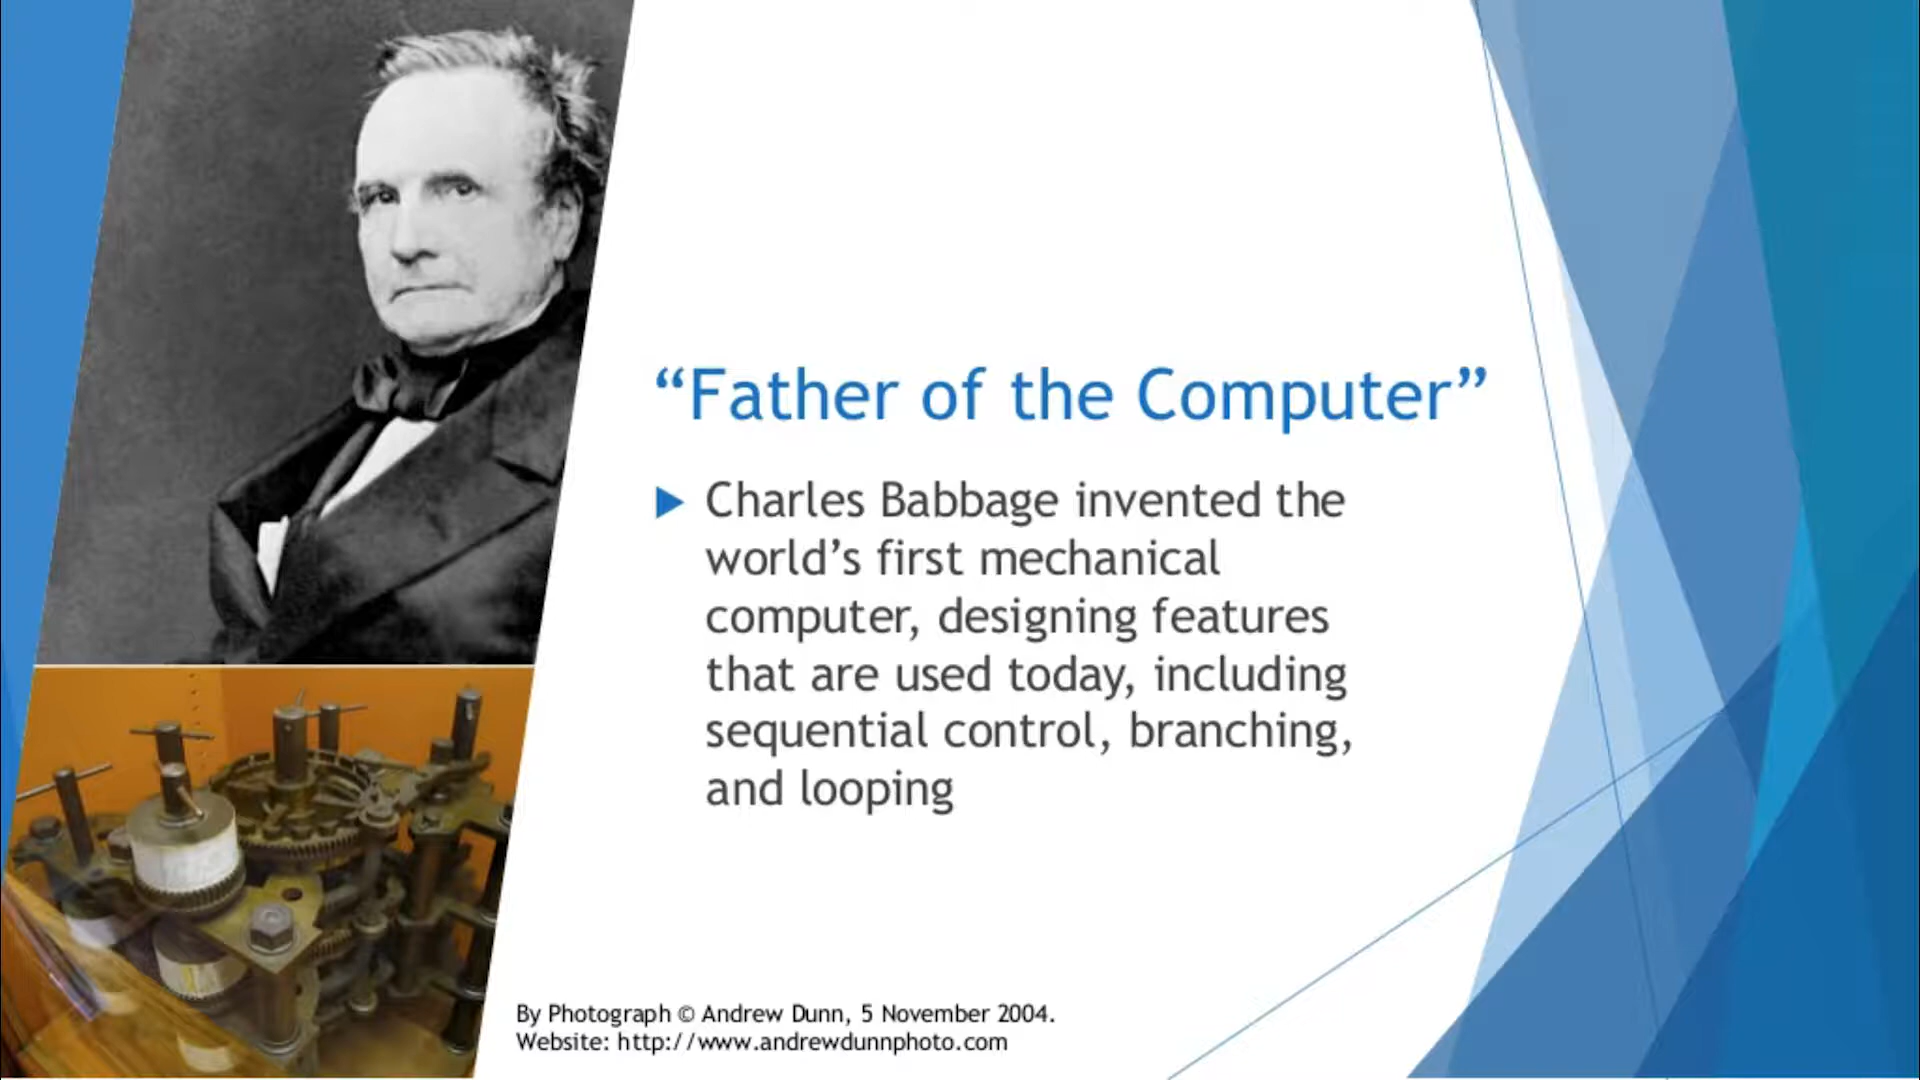 “Father of the Computer”
Charles Babbage invented the
world’s first mechanical
computer, designing features
that are used today, including
sequential control, branching,
and looping
By Photograph © Andrew Dunn, 5 November 2004.
Website: http://www.andrewdunnphoto.com